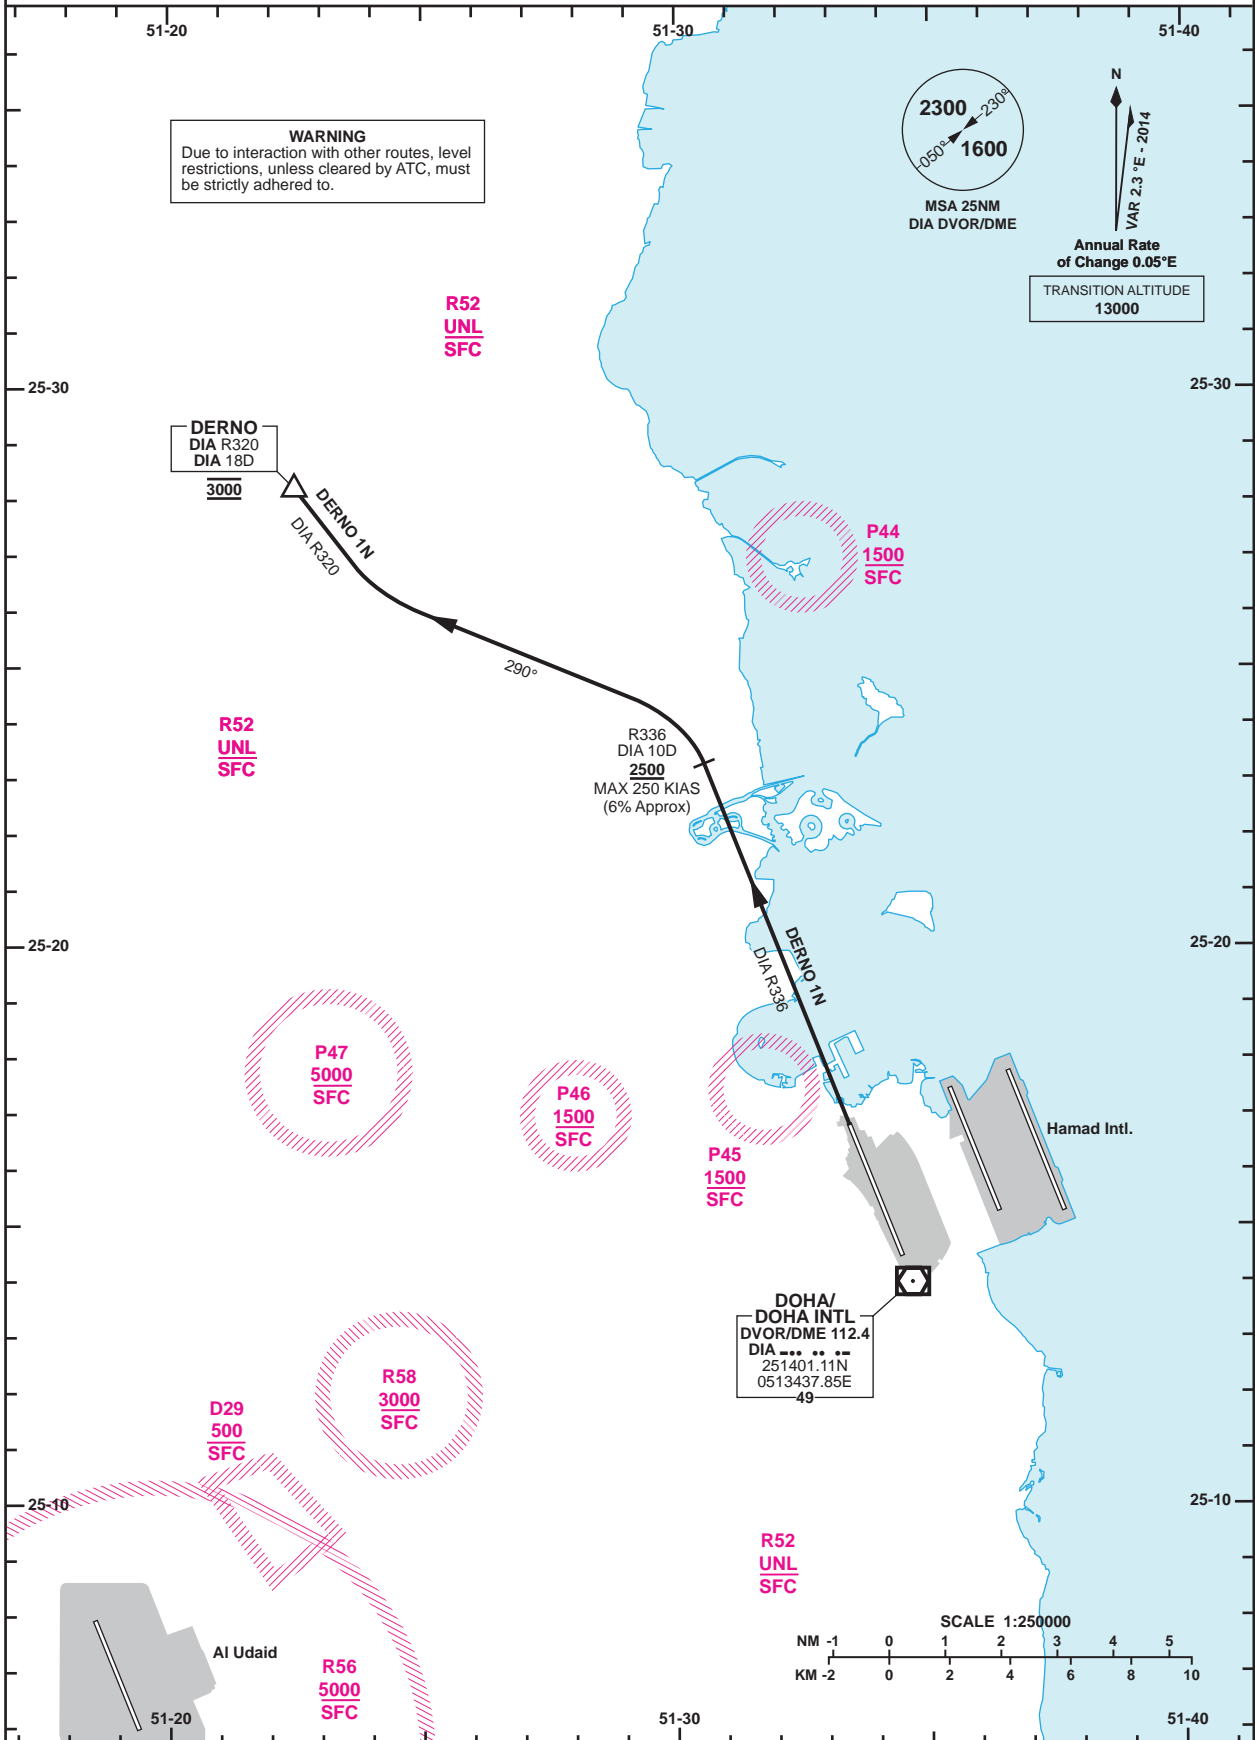 51-20
51-30
51-40
WARNING
Due to interaction with other routes, level
restrictions, unless cleared by ATC, must
be strictly adhered to.
2300
230°
050°
1600
MSA 25NM
DIA DVOR/DME
N
VAR 2.3 °E - 2014
Annual Rate
of Change 0.05°E
TRANSITION ALTITUDE
13000
R52
UNL
SFC
25-30
25-30
DERNO
DIA R320
DIA 18D
3000
DERNO 1N
DIA R320
P44
1500
SFC
290°
R52
UNL
SFC
R336
DIA 10D
2500
MAX 250 KIAS
(6% Approx)
25-20
25-20
DERNO 1N
DIA R336
P47
5000
SFC
P46
1500
SFC
P45
1500
SFC
Hamad Intl.
DOHA/
DOHA INTL
DVOR/DME 112.4
DIA
251401.11N
0513437.85E
49
R58
3000
SFC
D29
500
SFC
25-10
25-10
R52
UNL
SFC
Al Udaid
R56
5000
SFC
SCALE 1:250000
NM -1 0 1 2 3 4 5
KM -2 0 2 4 6 8 10
51-20
51-30
51-40